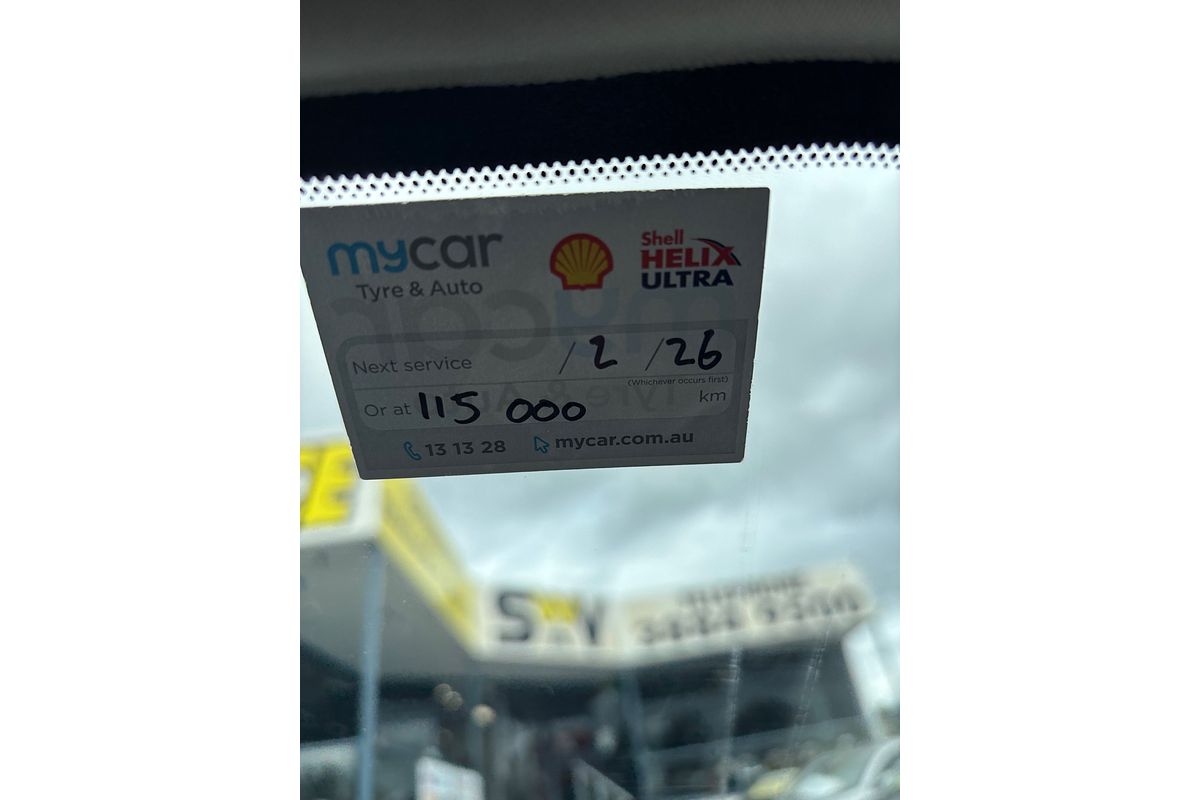 mycar
Tyre & Auto
Shell
HELIX
ULTRA
Next service / 2 / 26
(Whichever occurs first)
Or at 115 000 km
13 13 28 mycar.com.au